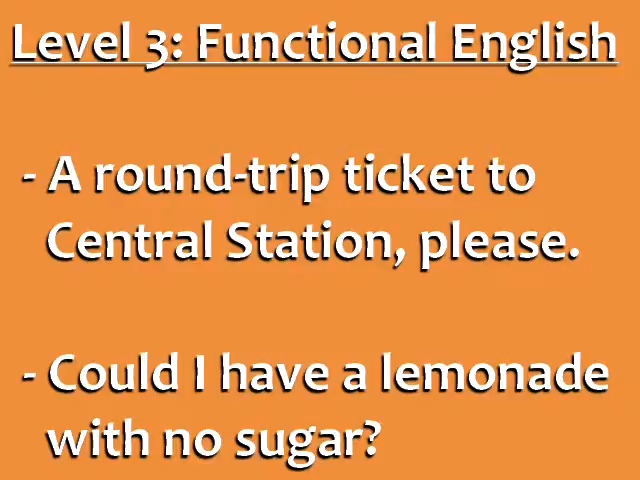 Level 3: Functional English
- A round-trip ticket to
Central Station, please.
- Could I have a lemonade
with no sugar?